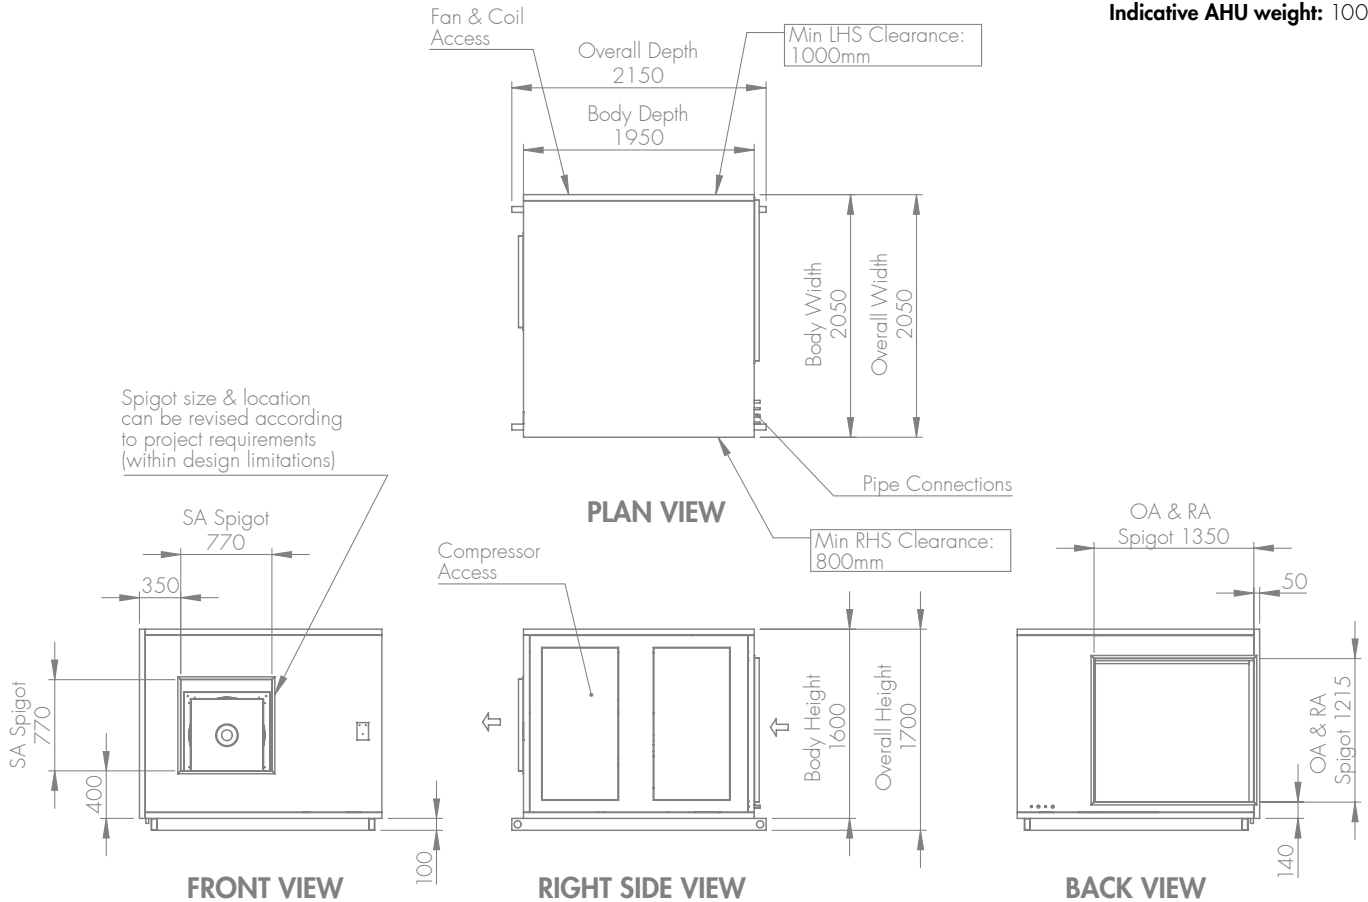 Indicative AHU weight: 100
Fan & Coil
Access
Min LHS Clearance:
1000mm
Overall Depth
2150
Body Depth
1950
Body Width
2050
Overall Width
2050
Spigot size & location
can be revised according
to project requirements
(within design limitations)
Pipe Connections
PLAN VIEW
Min RHS Clearance:
800mm
SA Spigot
770
350
SA Spigot
770
400
100
FRONT VIEW
Compressor
Access
Body Height
1600
Overall Height
1700
RIGHT SIDE VIEW
OA & RA
Spigot 1350
50
OA & RA
Spigot 1215
140
BACK VIEW